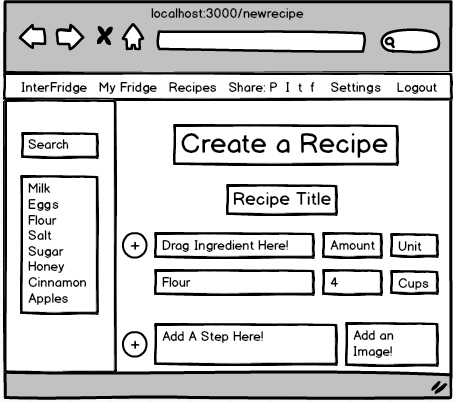 localhost:3000/newrecipe
InterFridge My Fridge Recipes Share: P I t f Settings Logout
Search
Milk
Eggs
Flour
Salt
Sugar
Honey
Cinnamon
Apples
Create a Recipe
Recipe Title
+ Drag Ingredient Here! Amount Unit
Flour 4 Cups
+ Add A Step Here! Add an
Image!